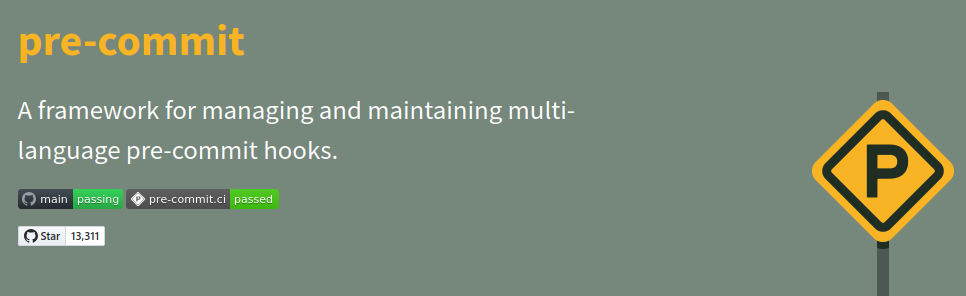 pre-commit
A framework for managing and maintaining multi-
language pre-commit hooks.
main passing pre-commit.ci passed
Star 13,311
P